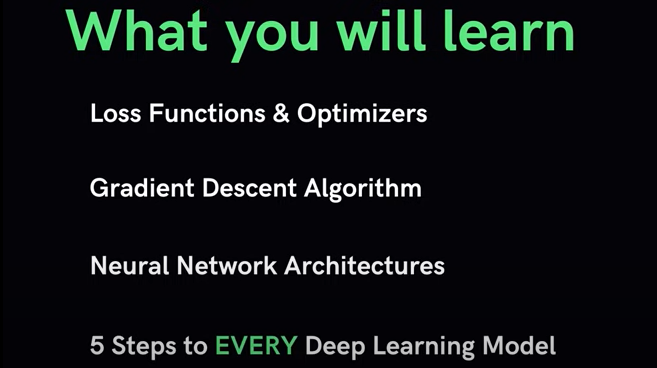 What you will learn
Loss Functions & Optimizers
Gradient Descent Algorithm
Neural Network Architectures
5 Steps to EVERY Deep Learning Model